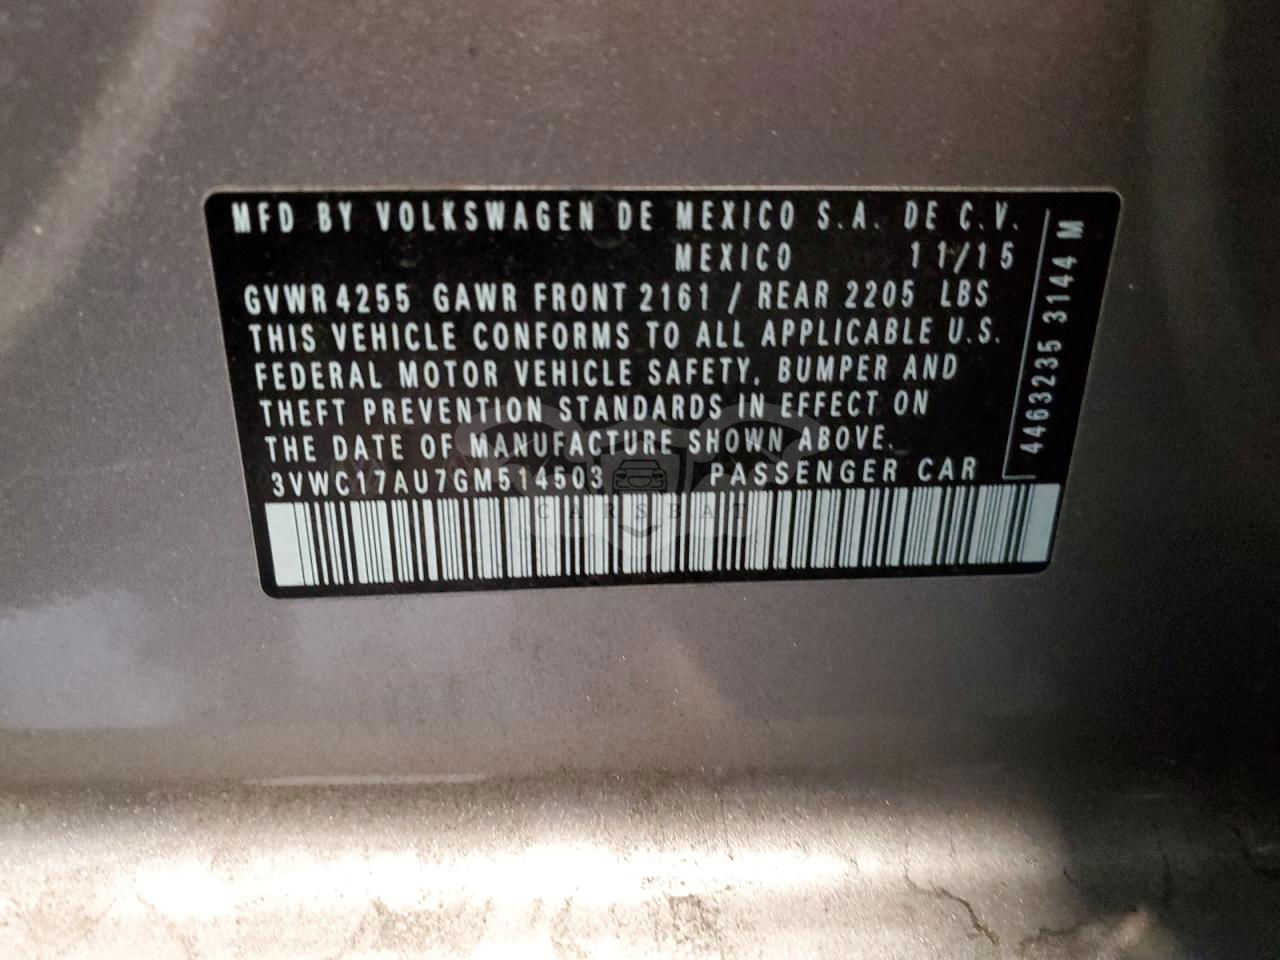 MFD BY VOLKSWAGEN DE MEXICO S.A. DE C.V.
MEXICO 11/15
GVWR 4255 GAWR FRONT 2161 / REAR 2205 LBS
THIS VEHICLE CONFORMS TO ALL APPLICABLE U.S.
FEDERAL MOTOR VEHICLE SAFETY, BUMPER AND
THEFT PREVENTION STANDARDS IN EFFECT ON
THE DATE OF MANUFACTURE SHOWN ABOVE.
3VWC17AU7GM514503 PASSENGER CAR
4463235 3144 M
CARSBAT